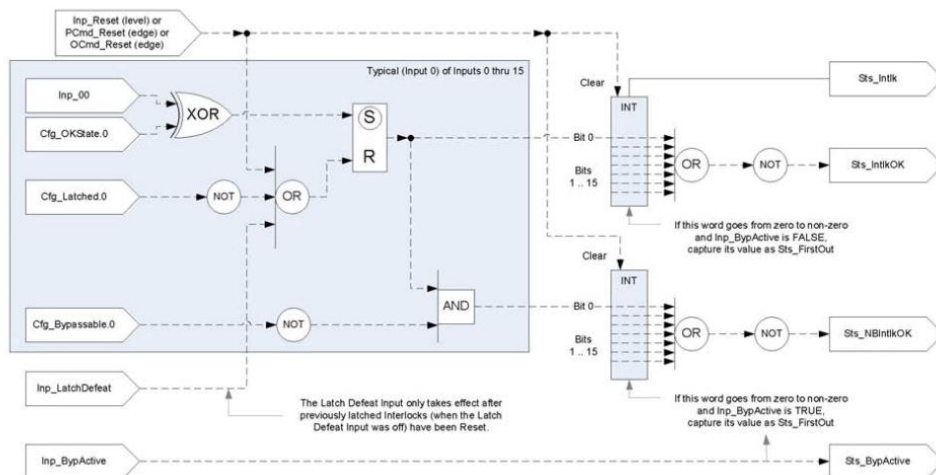 Inp_Reset (level) or
PCmd_Reset (edge) or
OCmd_Reset (edge)
Typical (Input 0) of Inputs 0 thru 15
Inp_00
Cfg_OKState.0
XOR
S
R
Cfg_Latched.0
NOT
OR
Cfg_Bypassable.0
NOT
AND
Inp_LatchDefeat
The Latch Defeat Input only takes effect after
previously latched Interlocks (when the Latch
Defeat Input was off) have been Reset.
Inp_BypActive
Clear
INT
Bit 0
Bits
1 .. 15
OR
NOT
Sts_Intlk
Sts_IntlkOK
If this word goes from zero to non-zero
and Inp_BypActive is FALSE,
capture its value as Sts_FirstOut
Clear
INT
Bit 0
Bits
1 .. 15
OR
NOT
Sts_NBIntlkOK
If this word goes from zero to non-zero
and Inp_BypActive is TRUE,
capture its value as Sts_FirstOut
Sts_BypActive